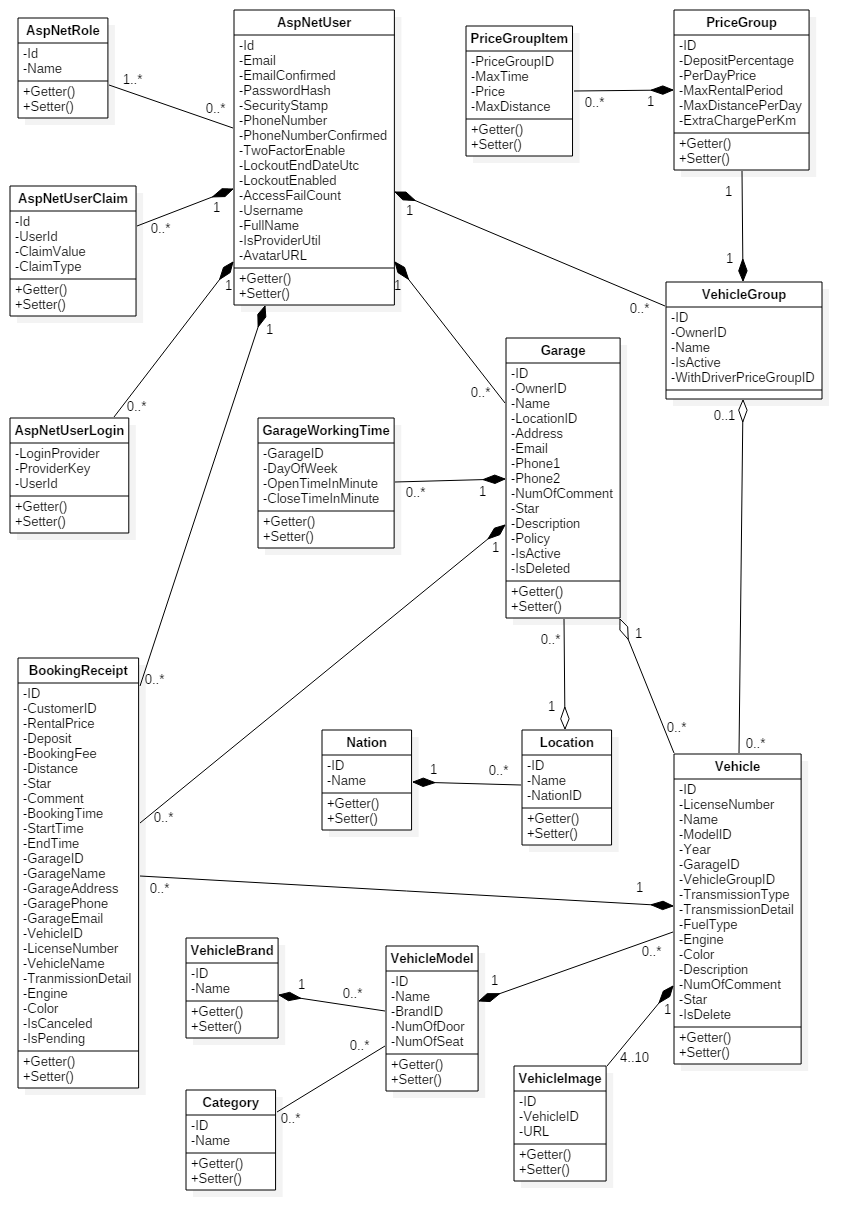 AspNetRole
-Id
-Name
+Getter()
+Setter()
1..*
0..*
AspNetUser
-Id
-Email
-EmailConfirmed
-PasswordHash
-SecurityStamp
-PhoneNumber
-PhoneNumberConfirmed
-TwoFactorEnable
-LockoutEndDateUtc
-LockoutEnabled
-AccessFailCount
-Username
-FullName
-IsProviderUtil
-AvatarURL
+Getter()
+Setter()
PriceGroupItem
-PriceGroupID
-MaxTime
-Price
-MaxDistance
+Getter()
+Setter()
0..*
1
PriceGroup
-ID
-DepositPercentage
-PerDayPrice
-MaxRentalPeriod
-MaxDistancePerDay
-ExtraChargePerKm
+Getter()
+Setter()
1
1
AspNetUserClaim
-Id
-UserId
-ClaimValue
-ClaimType
+Getter()
+Setter()
1
0..*
1
0..*
1
0..*
1
0..*
1
0..*
VehicleGroup
-ID
-OwnerID
-Name
-IsActive
-WithDriverPriceGroupID
0..1
0..*
AspNetUserLogin
-LoginProvider
-ProviderKey
-UserId
+Getter()
+Setter()
GarageWorkingTime
-GarageID
-DayOfWeek
-OpenTimeInMinute
-CloseTimeInMinute
+Getter()
+Setter()
0..*
1
Garage
-ID
-OwnerID
-Name
-LocationID
-Address
-Email
-Phone1
-Phone2
-NumOfComment
-Star
-Description
-Policy
-IsActive
-IsDeleted
+Getter()
+Setter()
1
0..*
0..*
1
1
0..*
BookingReceipt
-ID
-CustomerID
-RentalPrice
-Deposit
-BookingFee
-Distance
-Star
-Comment
-BookingTime
-StartTime
-EndTime
-GarageID
-GarageName
-GarageAddress
-GaragePhone
-GarageEmail
-VehicleID
-LicenseNumber
-VehicleName
-TranmissionDetail
-Engine
-Color
-IsCanceled
-IsPending
+Getter()
+Setter()
Nation
-ID
-Name
+Getter()
+Setter()
1
0..*
Location
-ID
-Name
-NationID
+Getter()
+Setter()
Vehicle
-ID
-LicenseNumber
-Name
-ModelID
-Year
-GarageID
-VehicleGroupID
-TransmissionType
-TransmissionDetail
-FuelType
-Engine
-Color
-Description
-NumOfComment
-Star
-IsDelete
+Getter()
+Setter()
0..*
1
VehicleBrand
-ID
-Name
+Getter()
+Setter()
1
0..*
VehicleModel
-ID
-Name
-BrandID
-NumOfDoor
-NumOfSeat
+Getter()
+Setter()
1
0..*
1
4..10
0..*
0..*
Category
-ID
-Name
+Getter()
+Setter()
VehicleImage
-ID
-VehicleID
-URL
+Getter()
+Setter()